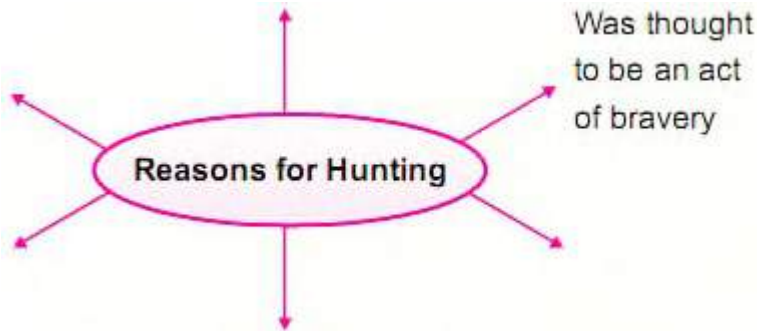 Was thought
to be an act
of bravery
Reasons for Hunting